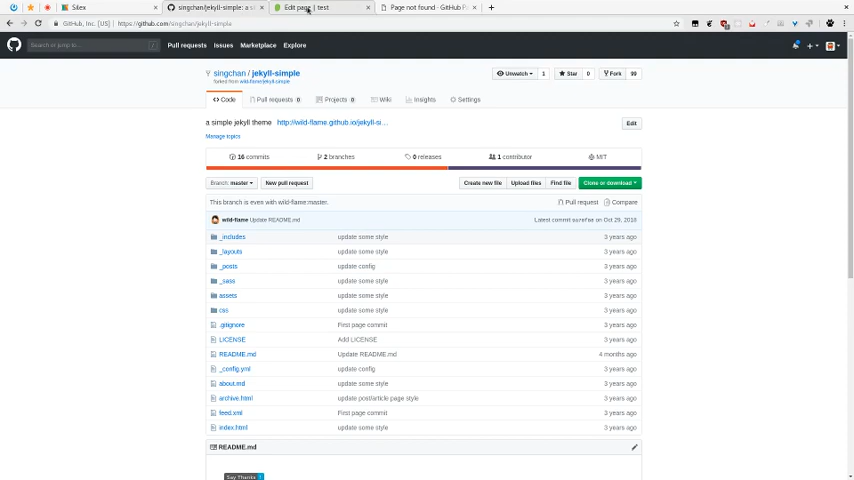 Silex
singchan/jekyll-simple: a s
Edit page | test
Page not found · GitHub P
GitHub, Inc. [US]
https://github.com/singchan/jekyll-simple
Search or jump to...
Pull requests
Issues
Marketplace
Explore
singchan / jekyll-simple
forked from wild-flame/jekyll-simple
Unwatch 1
Star 0
Fork 99
Code
Pull requests 0
Projects 0
Wiki
Insights
Settings
a simple jekyll theme http://wild-flame.github.io/jekyll-si...
Edit
Manage topics
16 commits
2 branches
0 releases
1 contributor
MIT
Branch: master
New pull request
Create new file
Upload files
Find file
Clone or download
This branch is even with wild-flame:master.
Pull request
Compare
wild-flame Update README.md
Latest commit on Oct 29, 2018
_includes update some style 3 years ago
_layouts update some style 3 years ago
_posts update config 3 years ago
_sass update some style 3 years ago
assets update some style 3 years ago
css update some style 3 years ago
.gitignore First page commit 3 years ago
LICENSE Add LICENSE 3 years ago
README.md Update README.md 4 months ago
_config.yml update config 3 years ago
about.md update some style 3 years ago
archive.html update post/article page style 3 years ago
feed.xml First page commit 3 years ago
index.html update some style 3 years ago
README.md
Say Thanks